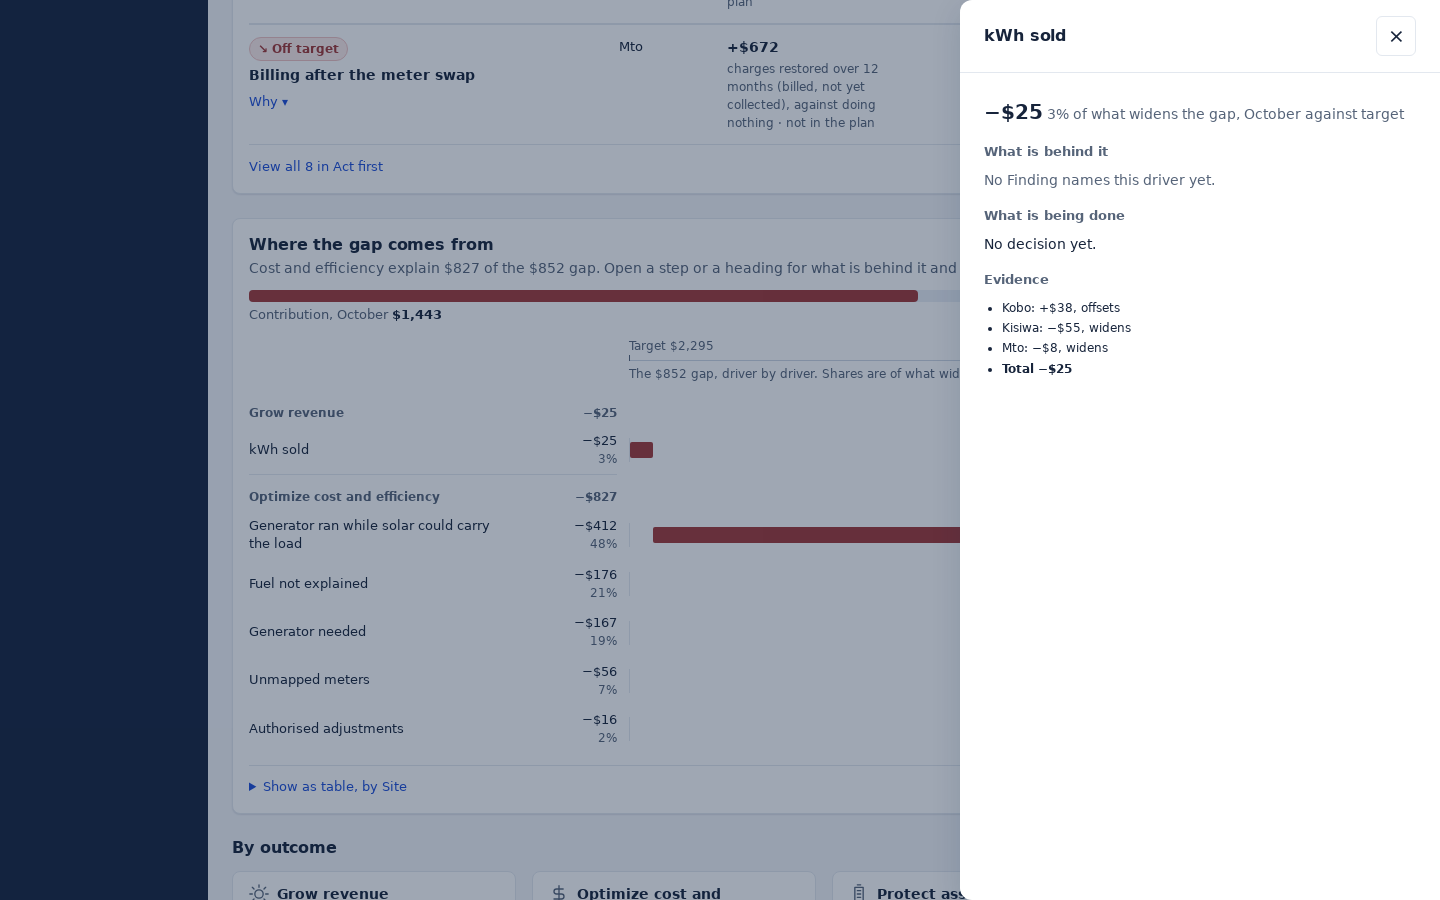 plan
↘ Off target
Mto
+$672
Billing after the meter swap
charges restored over 12
months (billed, not yet
collected), against doing
nothing · not in the plan
Why ▾
View all 8 in Act first
Where the gap comes from
Cost and efficiency explain $827 of the $852 gap. Open a step or a heading for what is behind it and
Contribution, October $1,443
Target $2,295
The $852 gap, driver by driver. Shares are of what wid
Grow revenue
−$25
kWh sold
−$25
3%
Optimize cost and efficiency
−$827
Generator ran while solar could carry
the load
−$412
48%
Fuel not explained
−$176
21%
Generator needed
−$167
19%
Unmapped meters
−$56
7%
Authorised adjustments
−$16
2%
▶ Show as table, by Site
By outcome
Grow revenue
Optimize cost and
Protect ass
kWh sold
×
−$25 3% of what widens the gap, October against target
What is behind it
No Finding names this driver yet.
What is being done
No decision yet.
Evidence
• Kobo: +$38, offsets
• Kisiwa: −$55, widens
• Mto: −$8, widens
• Total −$25